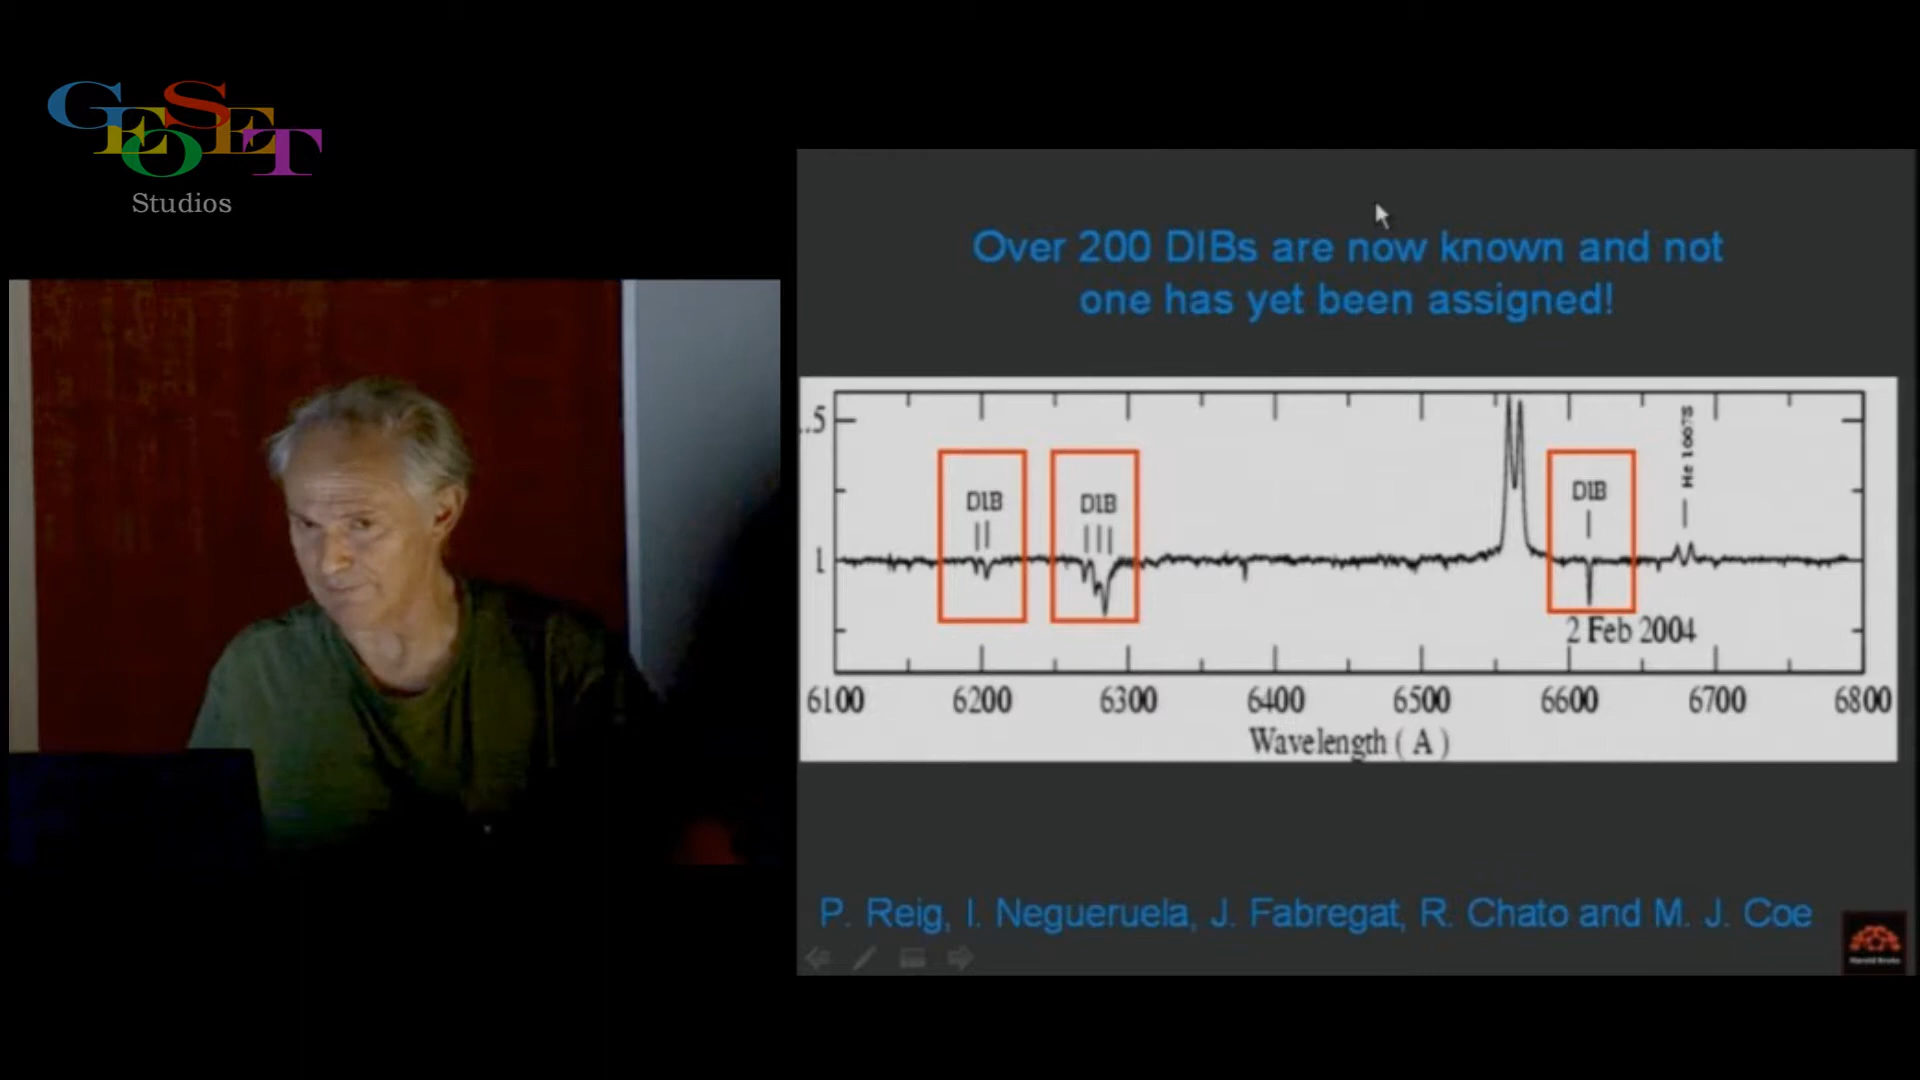 GEOSET
Studios
Over 200 DIBs are now known and not
one has yet been assigned!
.5
DIB
DIB
DIB
He 10075
1
2 Feb 2004
6100 6200 6300 6400 6500 6600 6700 6800
Wavelength ( A )
P. Reig, I. Negueruela, J. Fabregat, R. Chato and M. J. Coe